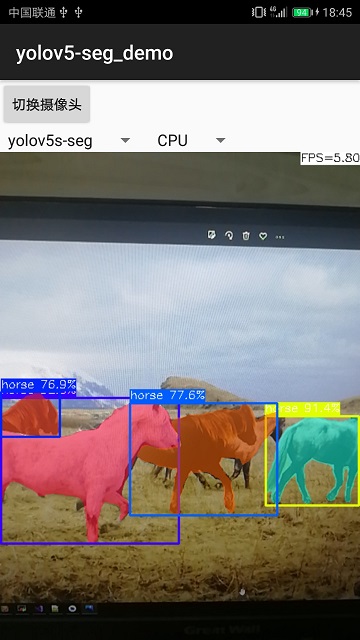 中国联通
94 18:45
yolov5-seg_demo
切换摄像头
yolov5s-seg CPU
FPS=5.80
horse 76.9%
horse 77.6%
horse 91.4%